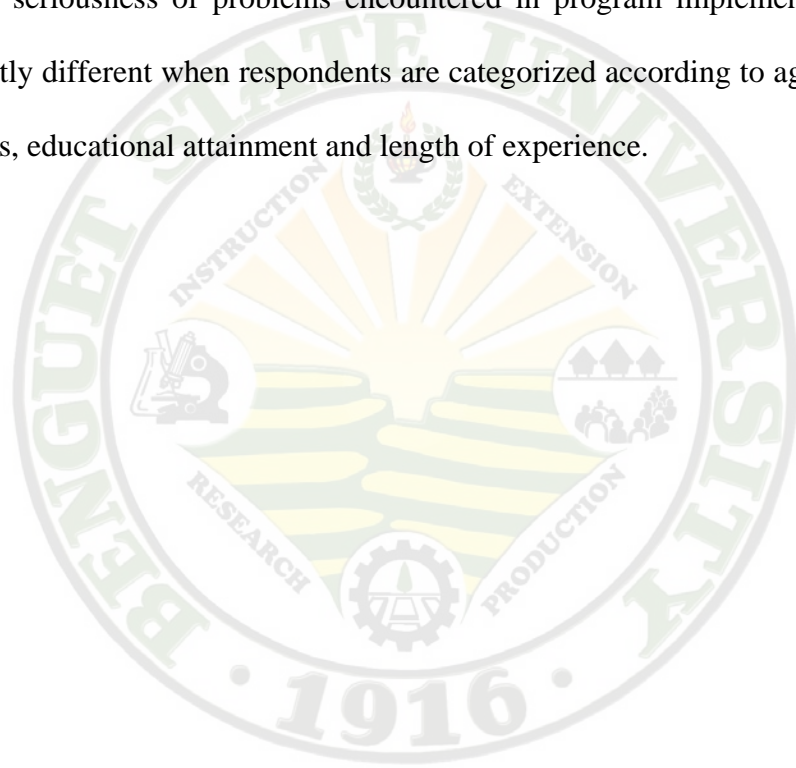 seriousness of problems encountered in program implemen
tly different when respondents are categorized according to ag
s, educational attainment and length of experience.
BENGUET STATE UNIVERSITY
INSTRUCTION
EXTENSION
RESEARCH
PRODUCTION
1916